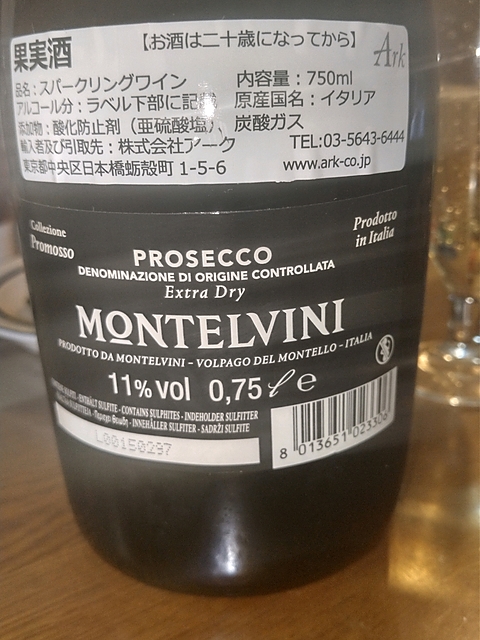 果実酒
【お酒は二十歳になってから】
Ark
品名：スパークリングワイン 内容量：750ml
アルコール分：ラベル下部に記載 原産国名：イタリア
添加物：酸化防止剤（亜硫酸塩）、炭酸ガス
輸入者及び引取先：株式会社アーク TEL:03-5643-6444
東京都中央区日本橋蛎殻町 1-5-6 www.ark-co.jp
Collezione
Promosso
Prodotto
in Italia
PROSECCO
DENOMINAZIONE DI ORIGINE CONTROLLATA
Extra Dry
MONTELVINI
PRODOTTO DA MONTELVINI - VOLPAGO DEL MONTELLO - ITALIA
11% vol 0,75 ℓ e
SULFITE - CONTAINS SULPHITES - INDEHOLDER SULFITTER
INNEHÅLLER SULFITER - SADRŽI SULFITE
L00150297
8 013651 023306